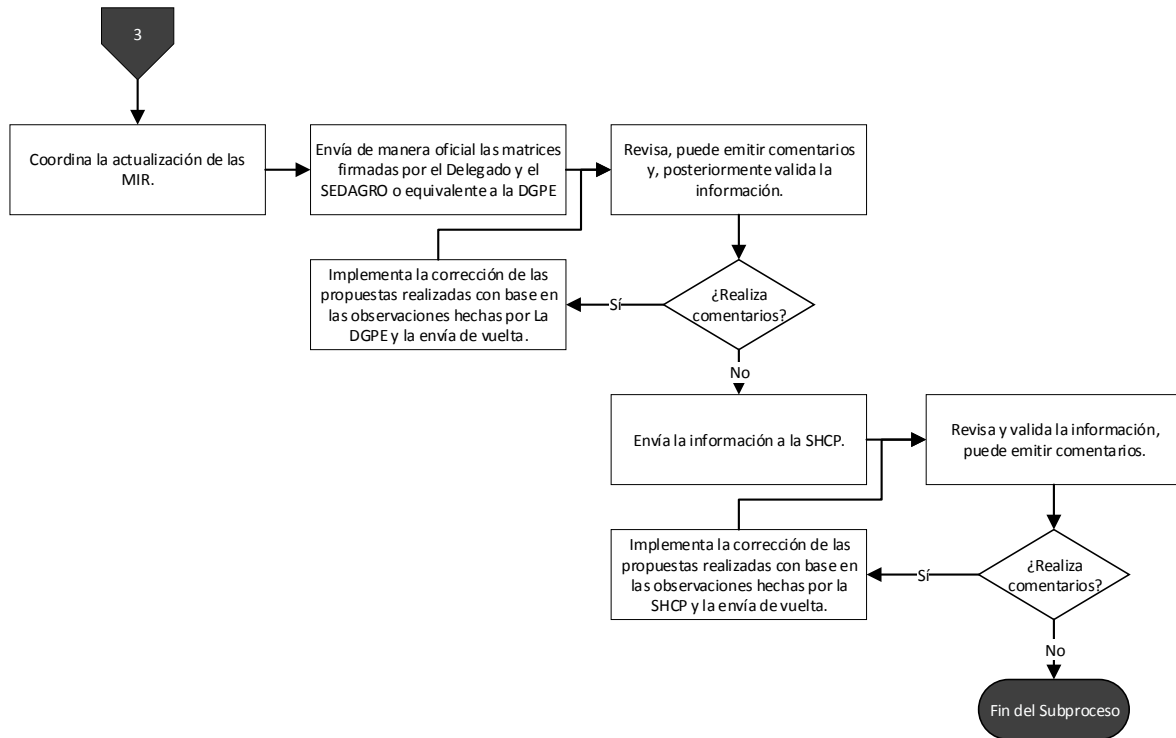 3
Coordina la actualización de las
MIR.
Envía de manera oficial las matrices
firmadas por el Delegado y el
SEDAGRO o equivalente a la DGPE
Revisa, puede emitir comentarios
y, posteriormente valida la
información.
Implementa la corrección de las
propuestas realizadas con base en
las observaciones hechas por La
DGPE y la envía de vuelta.
Sí
¿Realiza
comentarios?
No
Envía la información a la SHCP.
Revisa y valida la información,
puede emitir comentarios.
Implementa la corrección de las
propuestas realizadas con base en
las observaciones hechas por la
SHCP y la envía de vuelta.
Sí
¿Realiza
comentarios?
No
Fin del Subproceso